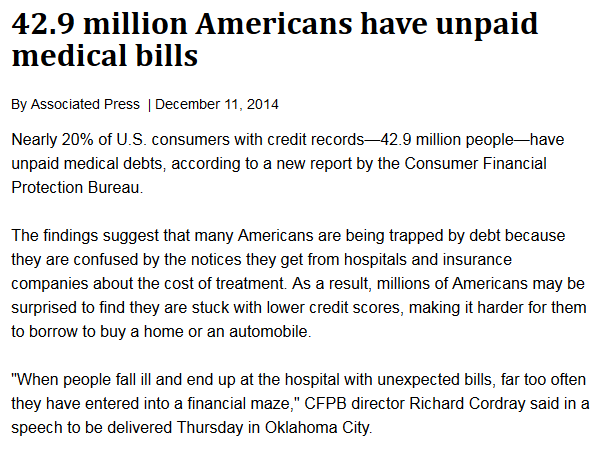 42.9 million Americans have unpaid
medical bills
By Associated Press | December 11, 2014
Nearly 20% of U.S. consumers with credit records—42.9 million people—have
unpaid medical debts, according to a new report by the Consumer Financial
Protection Bureau.
The findings suggest that many Americans are being trapped by debt because
they are confused by the notices they get from hospitals and insurance
companies about the cost of treatment. As a result, millions of Americans may be
surprised to find they are stuck with lower credit scores, making it harder for them
to borrow to buy a home or an automobile.
"When people fall ill and end up at the hospital with unexpected bills, far too often
they have entered into a financial maze," CFPB director Richard Cordray said in a
speech to be delivered Thursday in Oklahoma City.